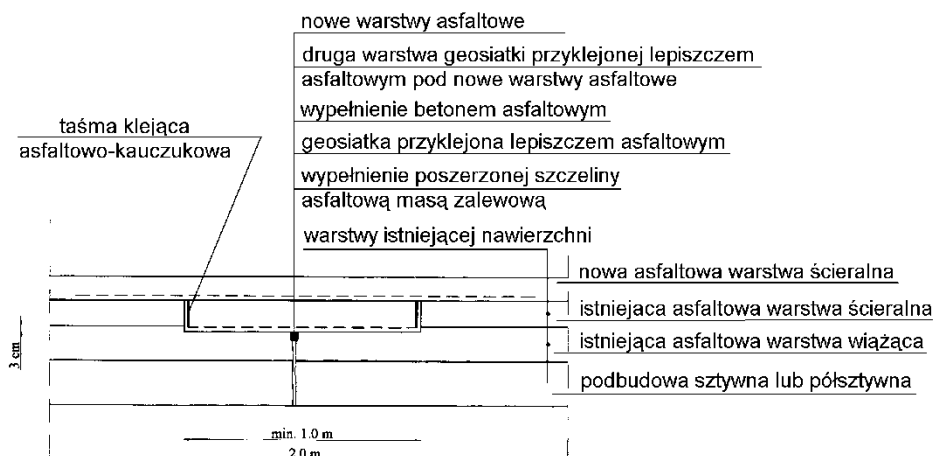 nowe warstwy asfaltowe
druga warstwa geosiatki przyklejonej lepiszczem
asfaltowym pod nowe warstwy asfaltowe
wypełnienie betonem asfaltowym
taśma klejąca
asfaltowo-kauczukowa
geosiatka przyklejona lepiszczem asfaltowym
wypełnienie poszerzonej szczeliny
asfaltową masą zalewową
warstwy istniejącej nawierzchni
nowa asfaltowa warstwa ścieralna
istniejaca asfaltowa warstwa ścieralna
istniejąca asfaltowa warstwa wiążąca
podbudowa sztywna lub półsztywna
3 cm
min. 1.0 m
2.0 m